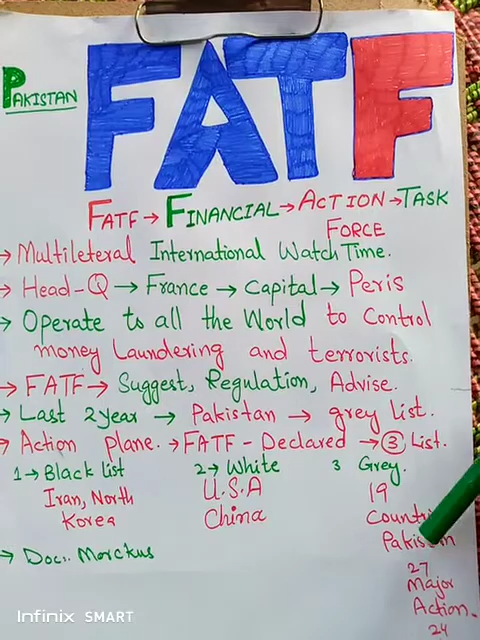 PAKISTAN
FATF
FATF → FINANCIAL → ACTION → TASK
FORCE
→ Multileteral International Watch Time.
→ Head-Q → France → Capital → Peris
→ Operate to all the World to Control
money Laundering and terrorists.
→ FATF → Suggest, Regulation, Advise.
→ Last 2 year → Pakistan → grey List.
→ Action plane. → FATF - Declared → 3 List.
1 → Black list
Iran, North
Korea
2 → White
U.S.A
China
3 Grey.
19
Countri
Pakistan
27
Major
Action.
24
→ Doc:. Morckus
Infinix SMART